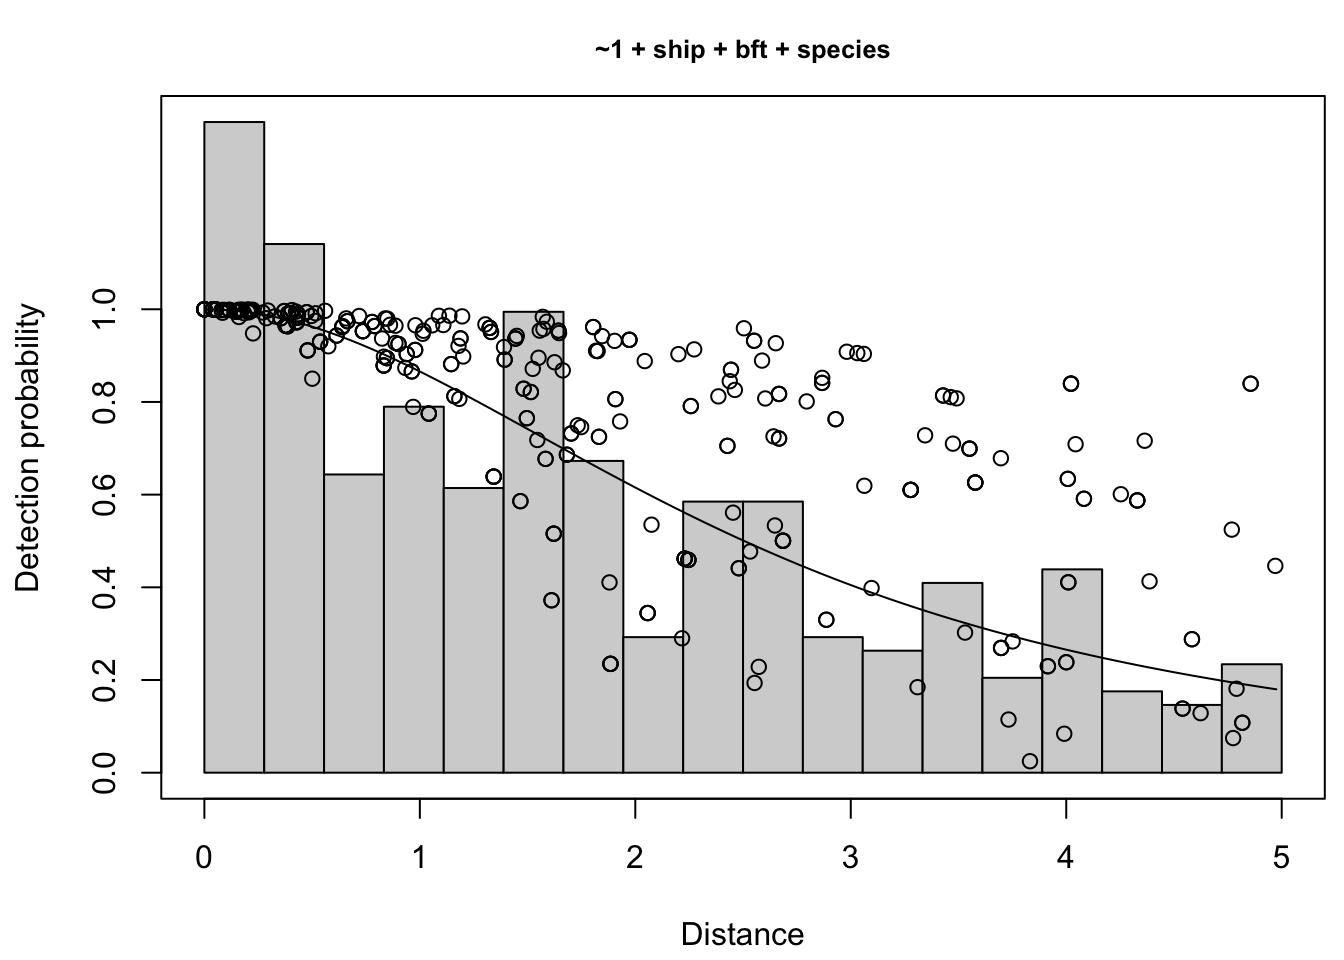 ~1 + ship + bft + species
Detection probability
1.0
0.8
0.6
0.4
0.2
0.0
0 1 2 3 4 5
Distance